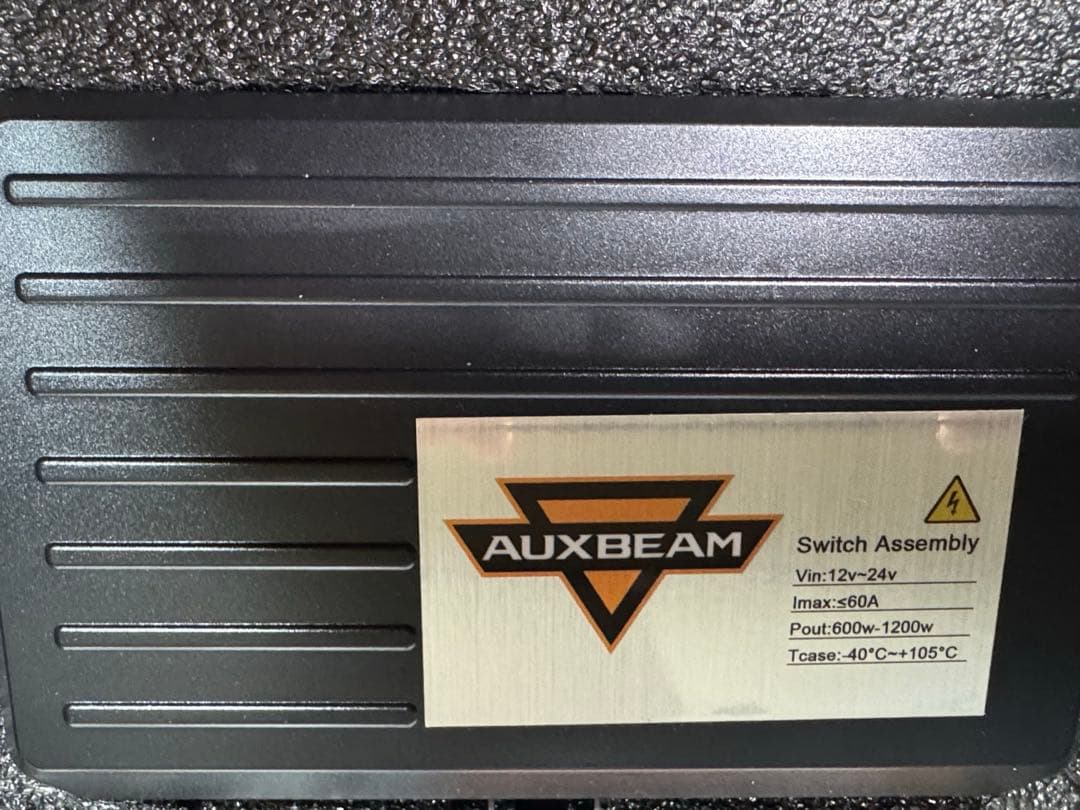 AUXBEAM
Switch Assembly
Vin:12v~24v
Imax:≤60A
Pout:600w-1200w
Tcase:-40°C~+105°C